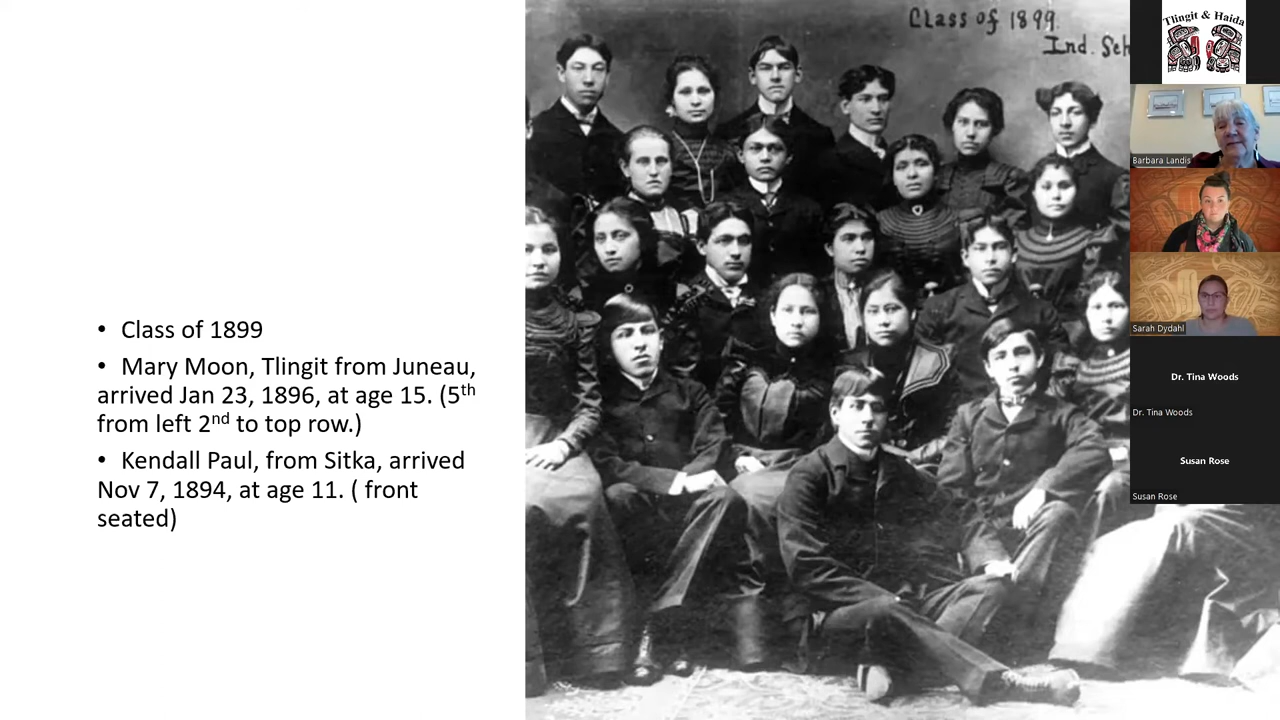 • Class of 1899
• Mary Moon, Tlingit from Juneau,
arrived Jan 23, 1896, at age 15. (5th
from left 2nd to top row.)
• Kendall Paul, from Sitka, arrived
Nov 7, 1894, at age 11. ( front
seated)
Class of 1899.
Ind. Sch
Tlingit & Haida
Barbara Landis
Sarah Dydahl
Dr. Tina Woods
Dr. Tina Woods
Susan Rose
Susan Rose